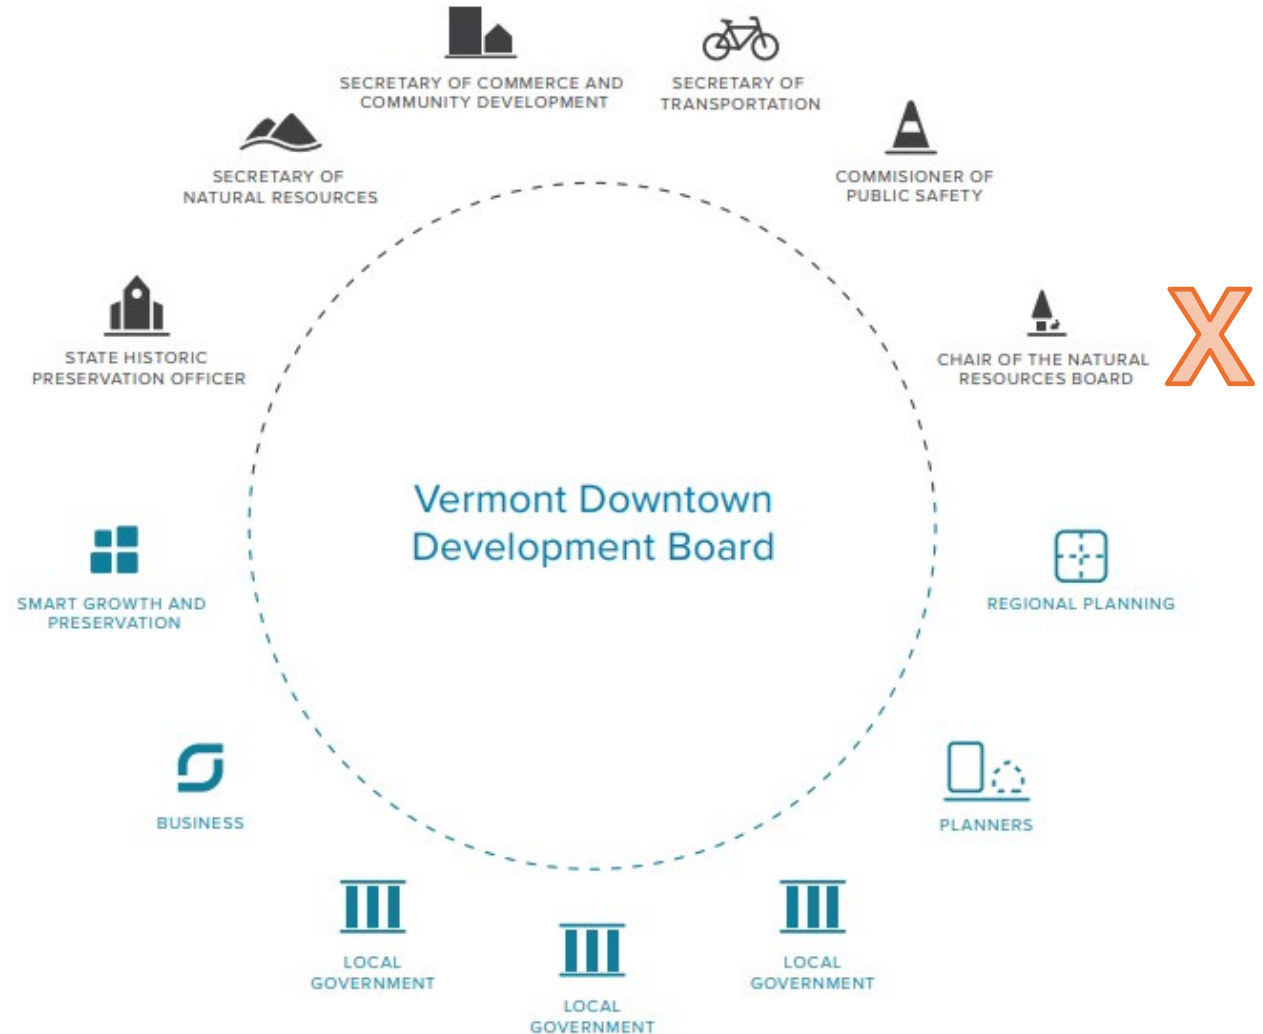 SECRETARY OF COMMERCE AND
COMMUNITY DEVELOPMENT
SECRETARY OF
TRANSPORTATION
SECRETARY OF
NATURAL RESOURCES
COMMISIONER OF
PUBLIC SAFETY
STATE HISTORIC
PRESERVATION OFFICER
CHAIR OF THE NATURAL
RESOURCES BOARD
X
Vermont Downtown
Development Board
SMART GROWTH AND
PRESERVATION
REGIONAL PLANNING
BUSINESS
PLANNERS
LOCAL
GOVERNMENT
LOCAL
GOVERNMENT
LOCAL
GOVERNMENT